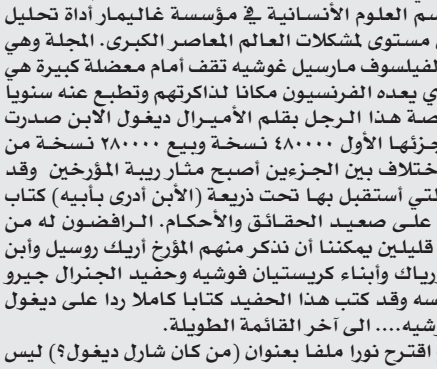 سم العلوم الأنسانية في مؤسسة غاليمار أداة تحليل
مستوى لمشكلات العالم المعاصر الكبرى. المجلة وهي
لفيلسوف مارسيل غوشيه تقف أمام معضلة كبيرة هي
ي يعده الفرنسيون مكانا لذاكرتهم وتطبع عنه سنويا
صة هذا الرجل بقلم الأميرال ديغول الابن صدرت
جزئها الأول ٤٨٠٠٠٠ نسخة وبيع ٢٨٠٠٠٠ نسخة من
ختلاف بين الجزءين أصبح مثار ريبة المؤرخين وقد
لتي أستقبل بها تحت ذريعة (الأبن أدرى بأبيه) كتاب
على صعيد الحقائق والأحكام. الرافضون له من
قليلين يمكننا أن نذكر منهم المؤرخ أريك روسيل وأبن
ورياك وأبناء كريستيان فوشيه وحفيد الجنرال جيرو
سه وقد كتب هذا الحفيد كتابا كاملا ردا على ديغول
وشيه.... الى آخر القائمة الطويلة.
اقترح نورا ملفا بعنوان (من كان شارل ديغول؟) ليس